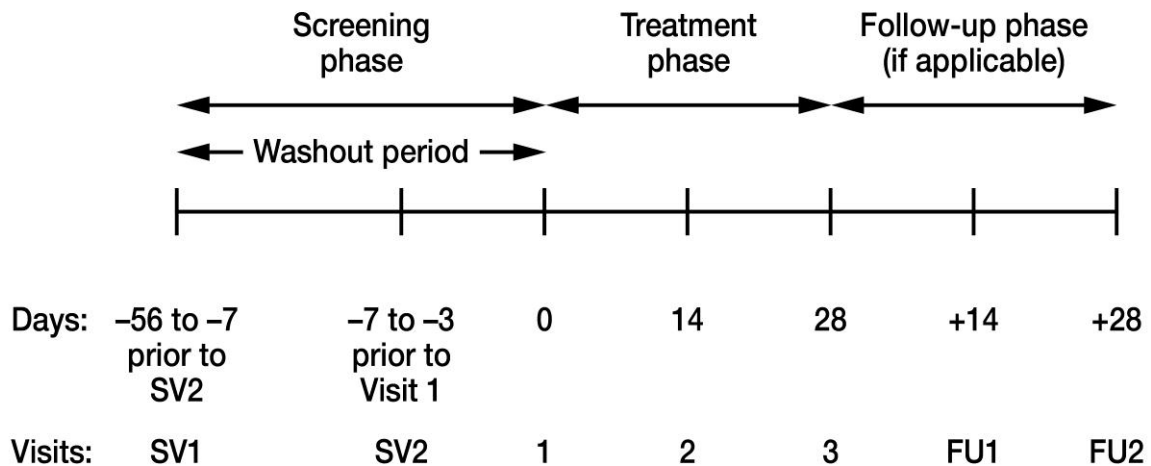 Screening phase
Treatment phase
Follow-up phase (if applicable)
Washout period
Days: –56 to –7 prior to SV2 –7 to –3 prior to Visit 1 0 14 28 +14 +28
Visits: SV1 SV2 1 2 3 FU1 FU2